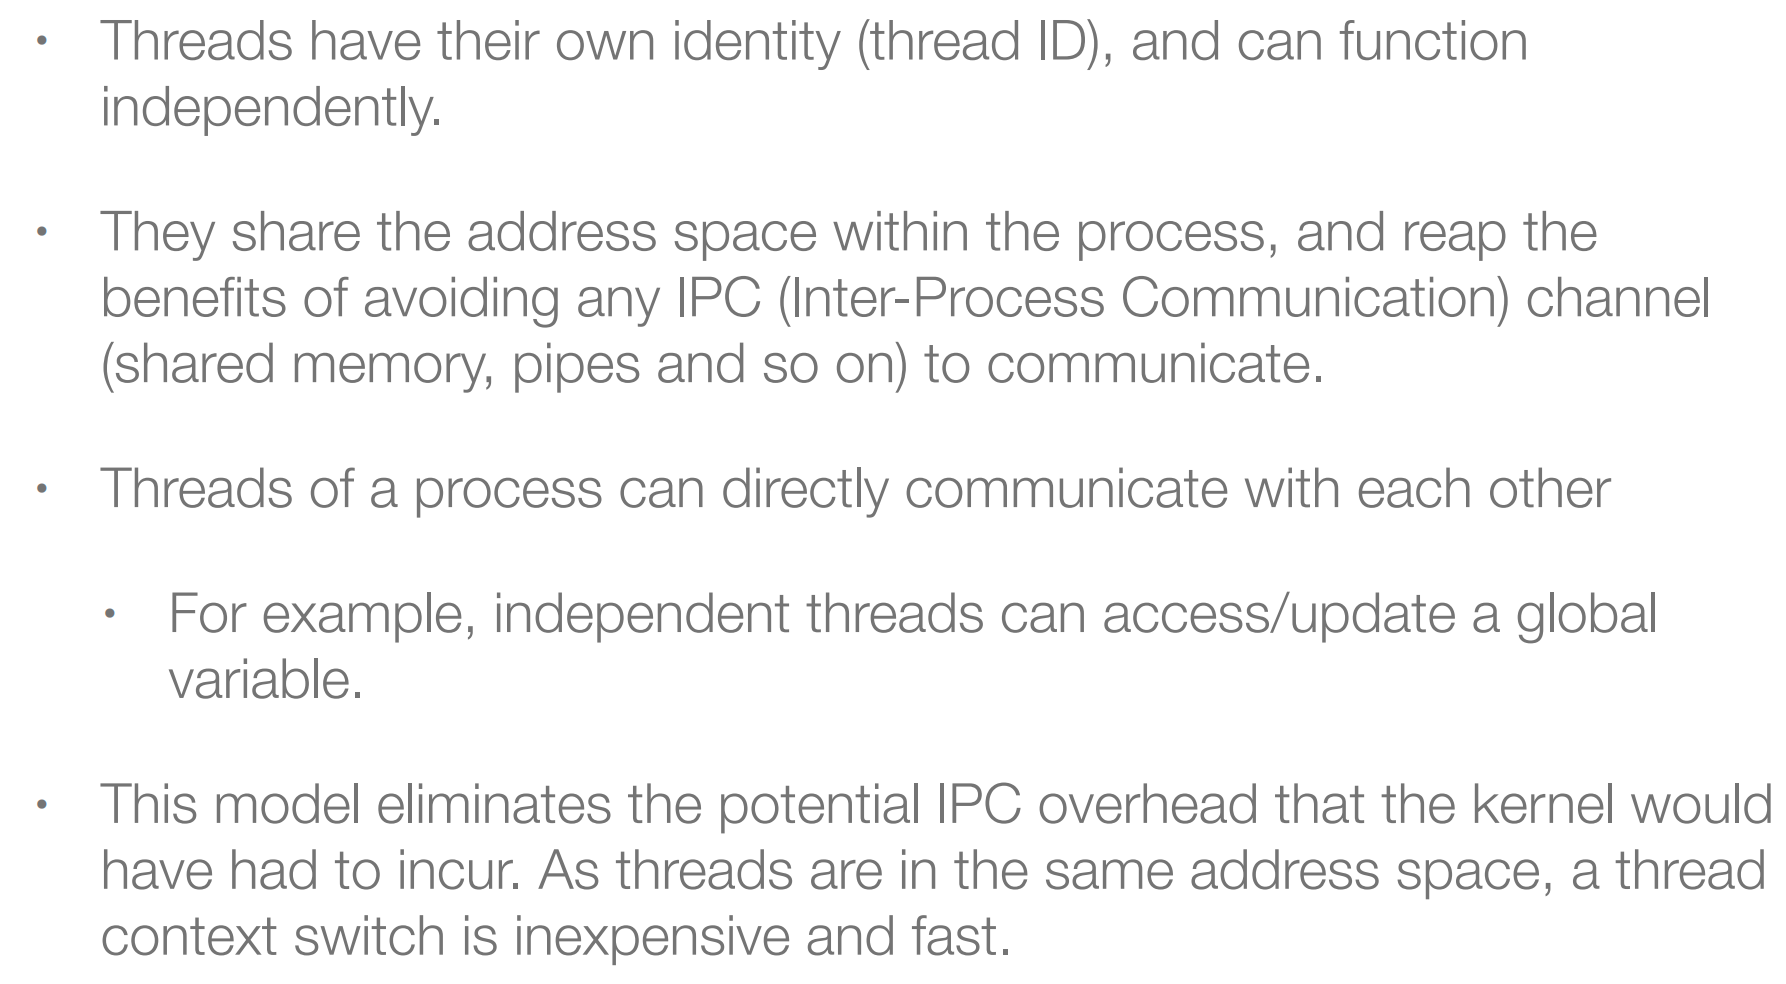 • Threads have their own identity (thread ID), and can function
independently.
• They share the address space within the process, and reap the
benefits of avoiding any IPC (Inter-Process Communication) channel
(shared memory, pipes and so on) to communicate.
• Threads of a process can directly communicate with each other
• For example, independent threads can access/update a global
variable.
• This model eliminates the potential IPC overhead that the kernel would
have had to incur. As threads are in the same address space, a thread
context switch is inexpensive and fast.